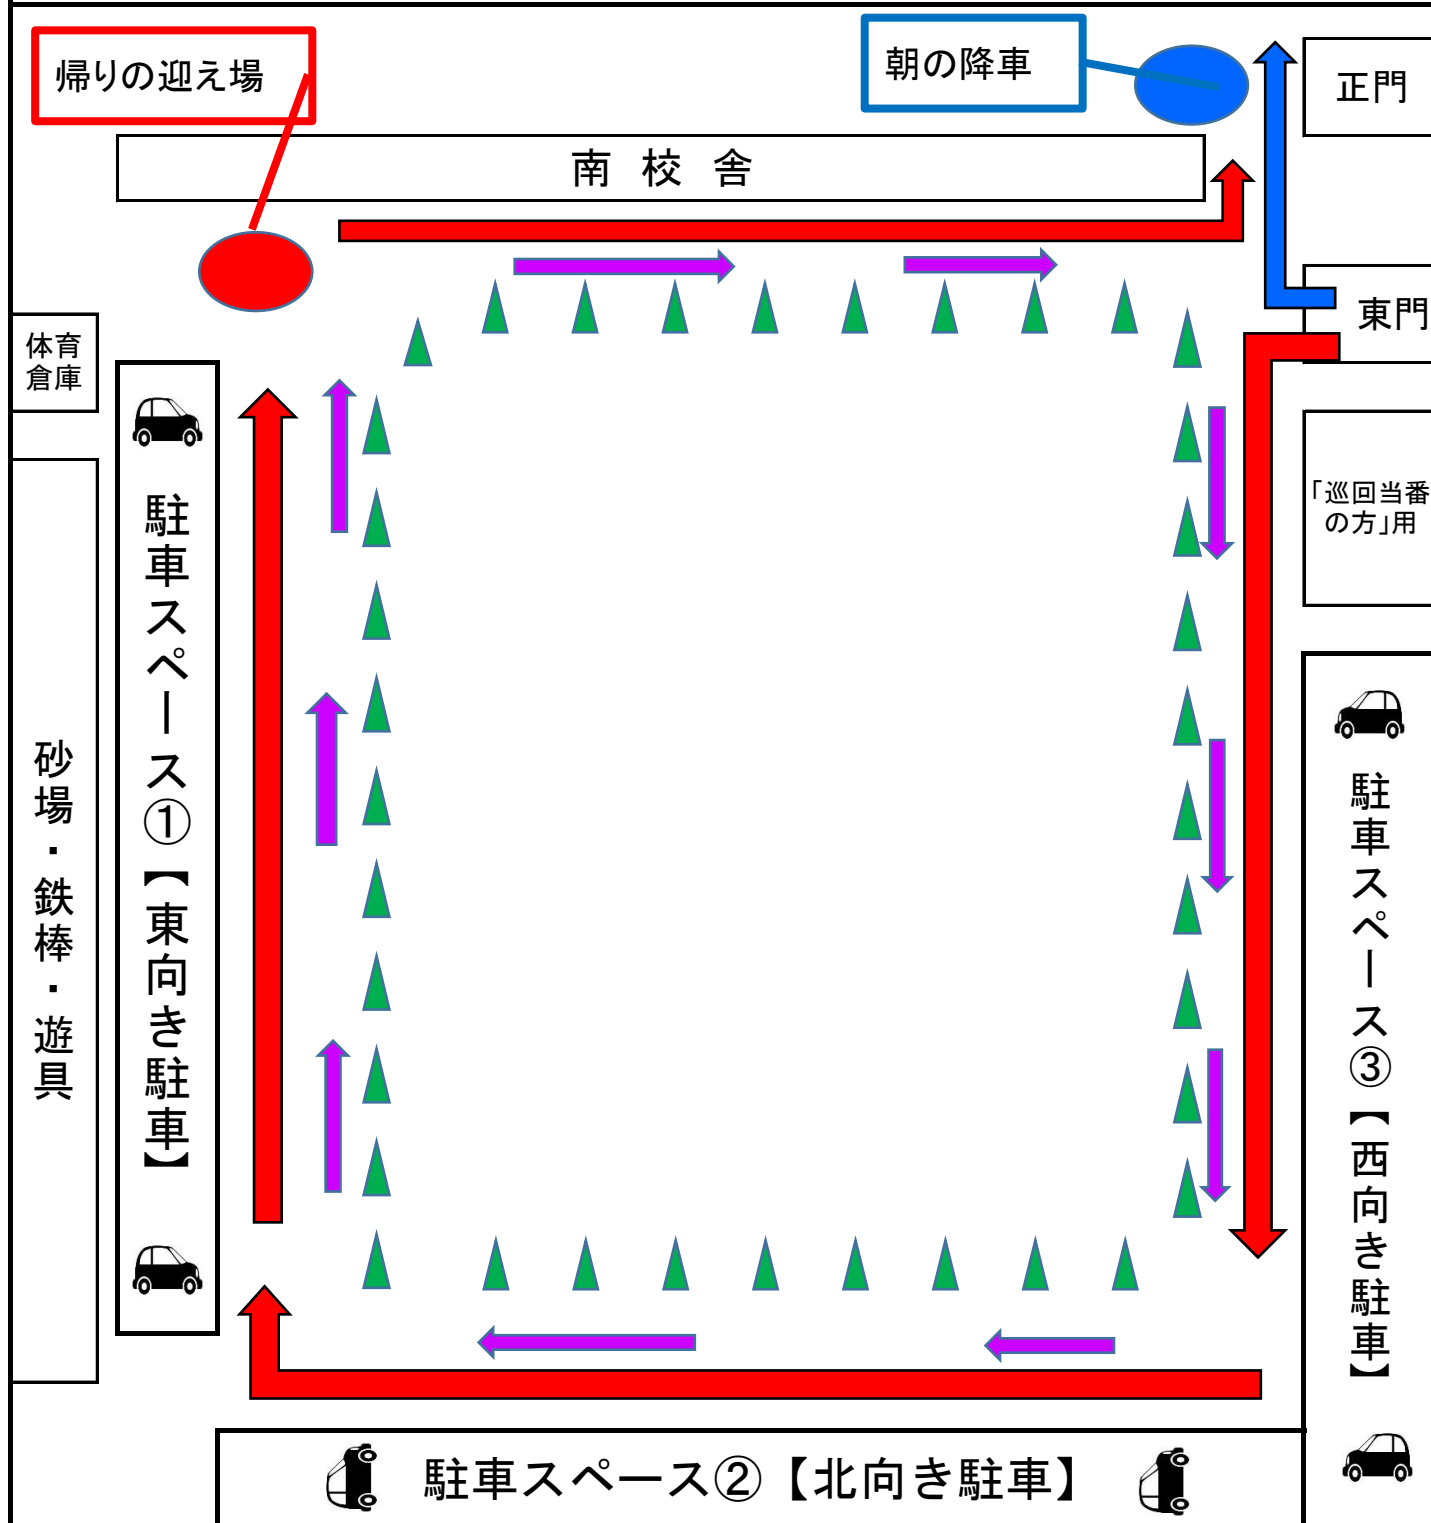 帰りの迎え場
朝の降車
正門
南校舎
東門
体育
倉庫
「巡回当番
の方」用
駐車スペース①【東向き駐車】
砂場・鉄棒・遊具
駐車スペース③【西向き駐車】
駐車スペース②【北向き駐車】